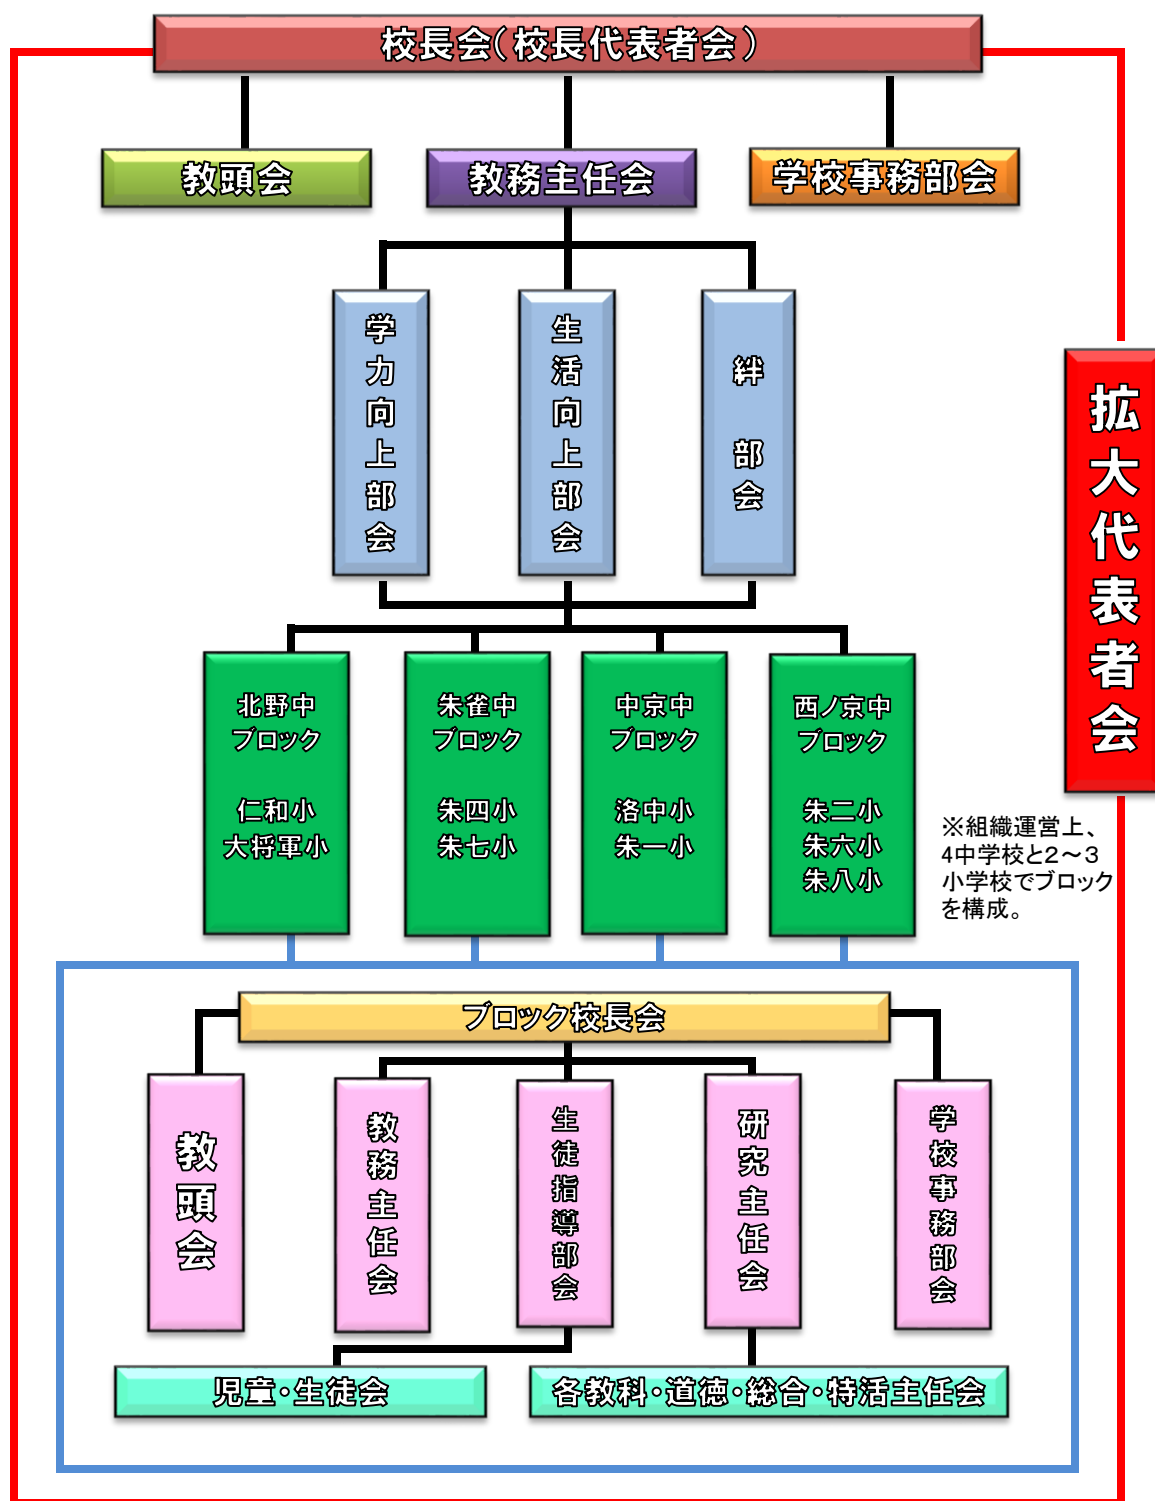 校長会（校長代表者会）
教頭会
教務主任会
学校事務部会
学力向上部会
生活向上部会
絆　部会
拡大代表者会
北野中
ブロック
仁和小
大将軍小
朱雀中
ブロック
朱四小
朱七小
中京中
ブロック
洛中小
朱一小
西ノ京中
ブロック
朱二小
朱六小
朱八小
※組織運営上、
4中学校と２～３
小学校でブロック
を構成。
ブロック校長会
教頭会
教務主任会
生徒指導部会
研究主任会
学校事務部会
児童・生徒会
各教科・道徳・総合・特活主任会